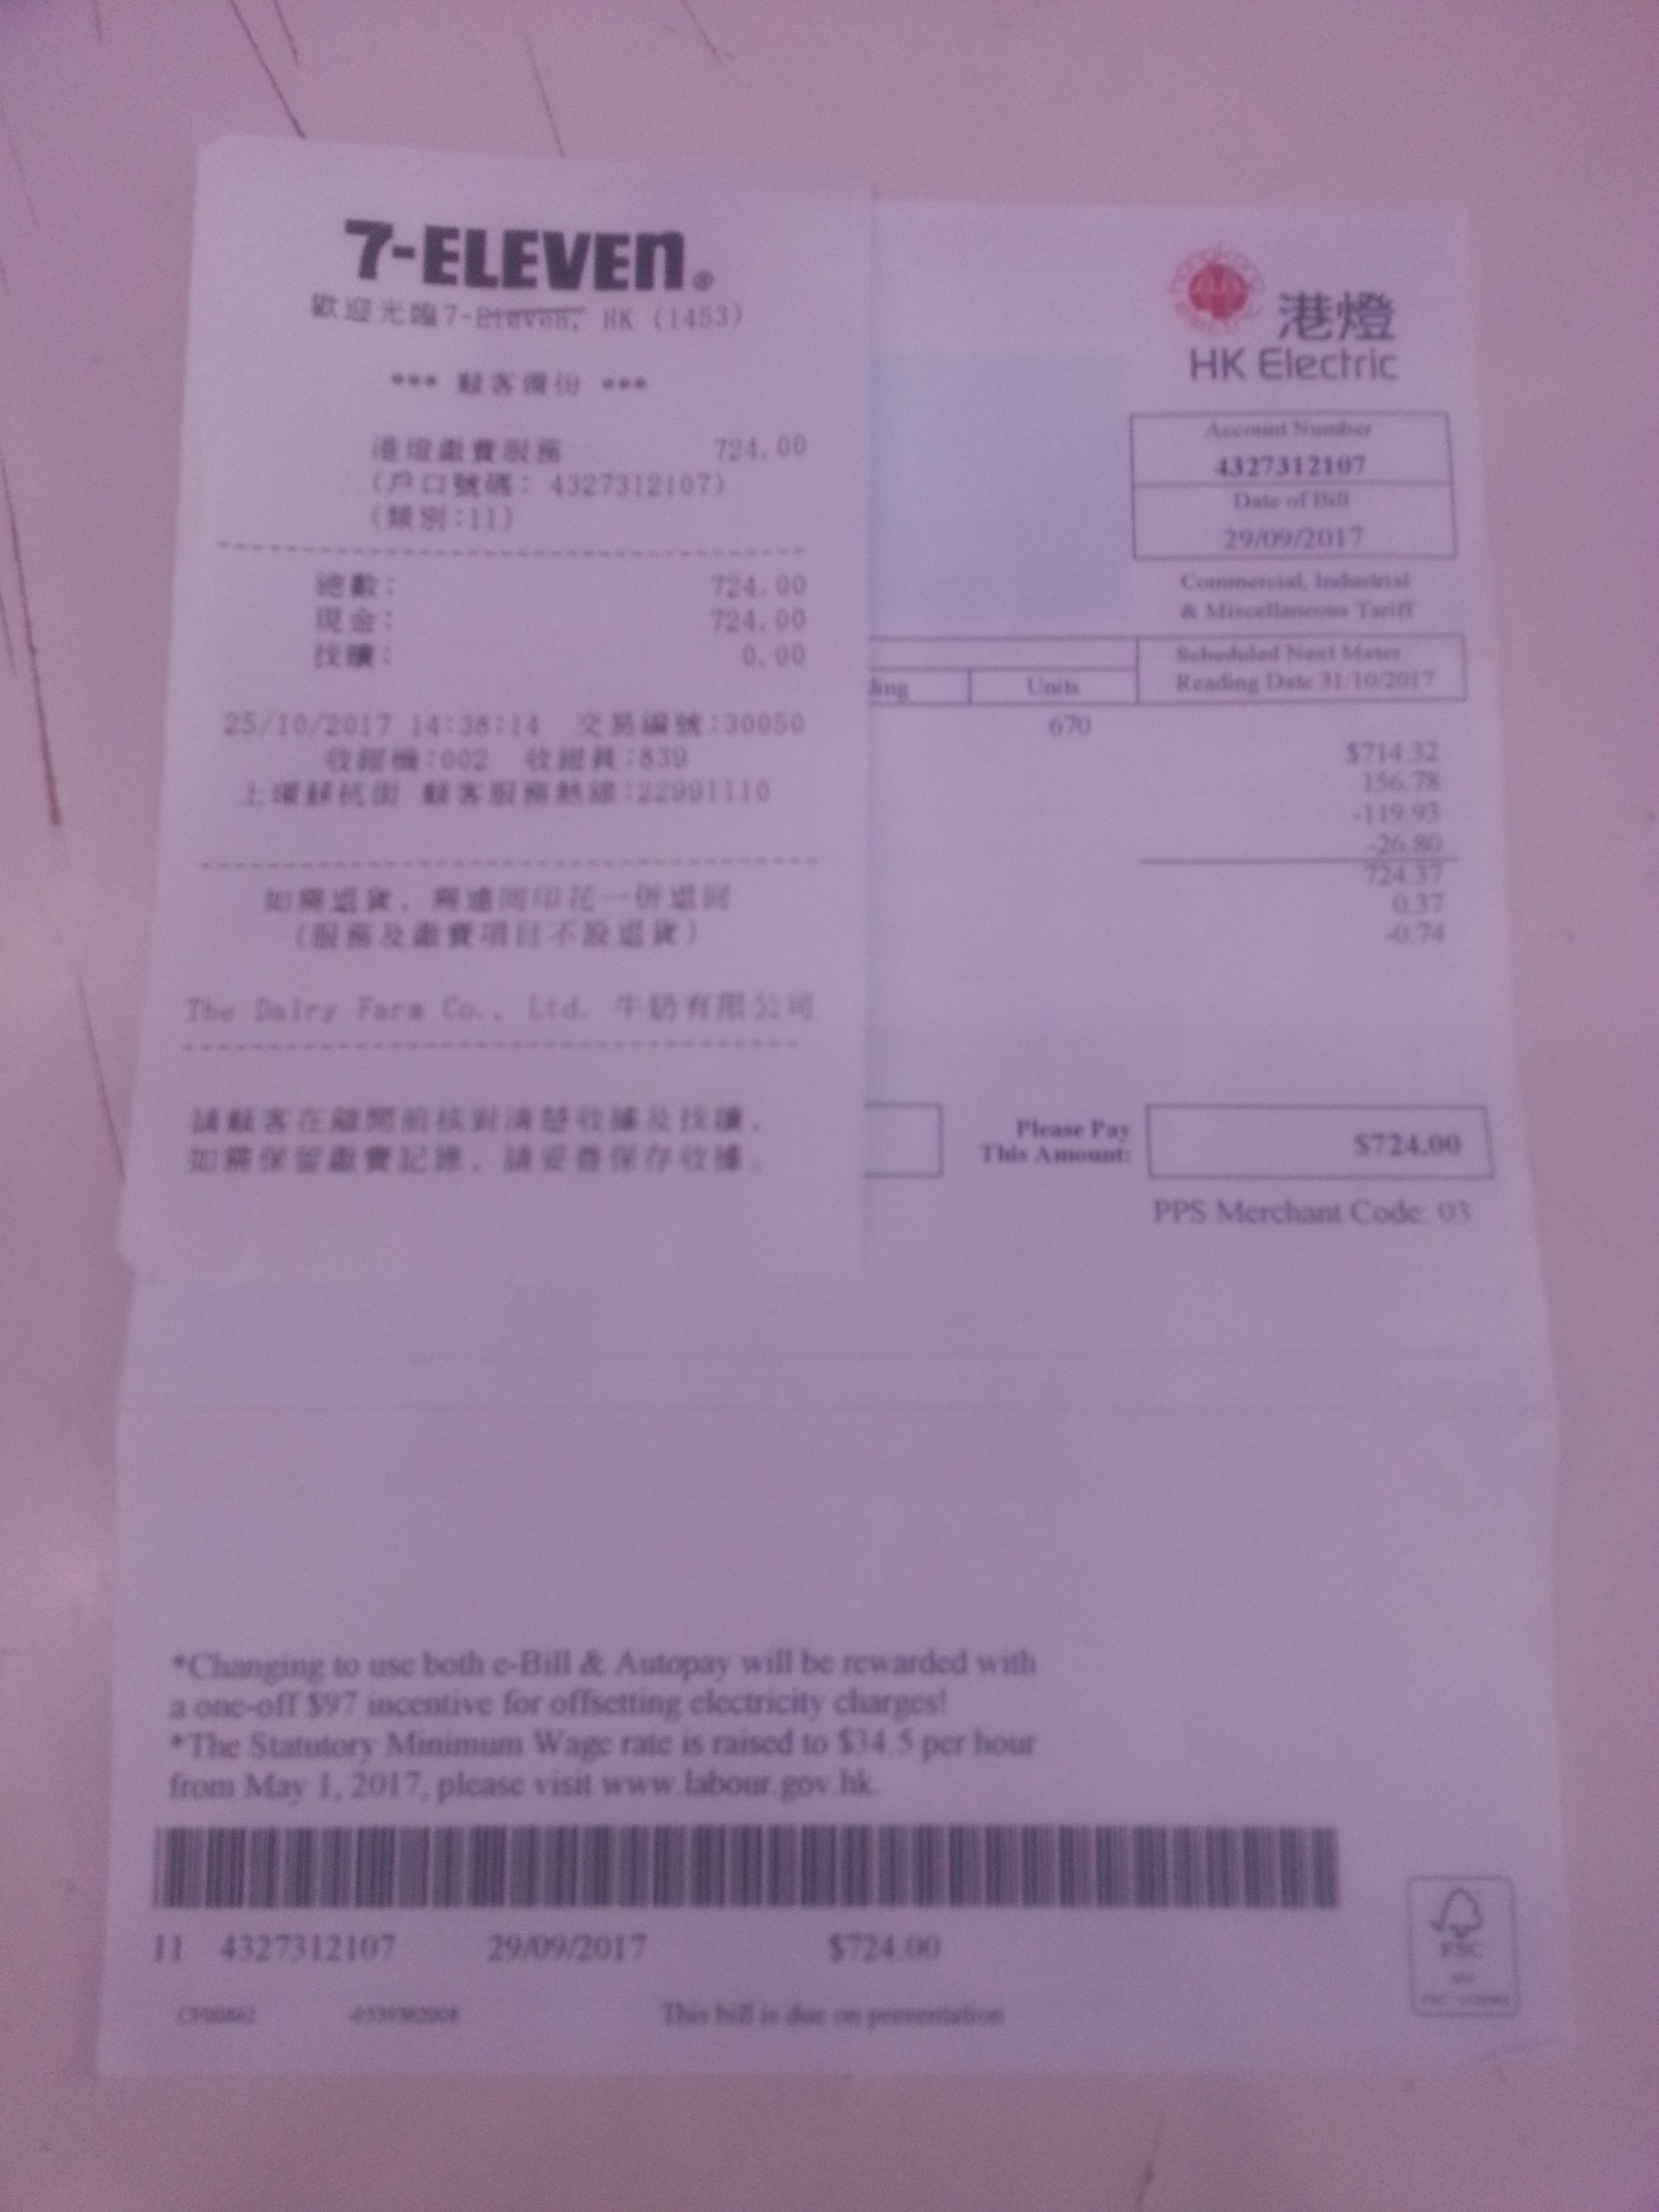 7-ELEVEn®
歡迎光臨7-Eleven, HK (1453)
*** 顧客備份 ***
港燈繳費服務 724.00
(戶口號碼: 4327312107)
(類別:11)
總數: 724.00
現金: 724.00
找續: 0.00
25/10/2017 14:38:14 交易編號:30050
收銀機:002 收銀員:839
上環蘇杭街 顧客服務熱線:22991110
如需退貨, 需連同印花一併退回
(服務及繳費項目不設退貨)
The Dairy Farm Co., Ltd. 牛奶有限公司
請顧客在離開前核對清楚收據及找續,
如需保留繳費記錄, 請妥善保存收據。
港燈
HK Electric
Account Number
4327312107
Date of Bill
29/09/2017
Commercial, Industrial
& Miscellaneous Tariff
Scheduled Next Meter
Reading Date 31/10/2017
ding Units
670
$714.32
156.78
-119.93
-26.80
724.37
0.37
-0.74
Please Pay
This Amount:
$724.00
PPS Merchant Code: 03
*Changing to use both e-Bill & Autopay will be rewarded with
a one-off $97 incentive for offsetting electricity charges!
*The Statutory Minimum Wage rate is raised to $34.5 per hour
from May 1, 2017, please visit www.labour.gov.hk.
11 4327312107 29/09/2017 $724.00
This bill is due on presentation
FSC